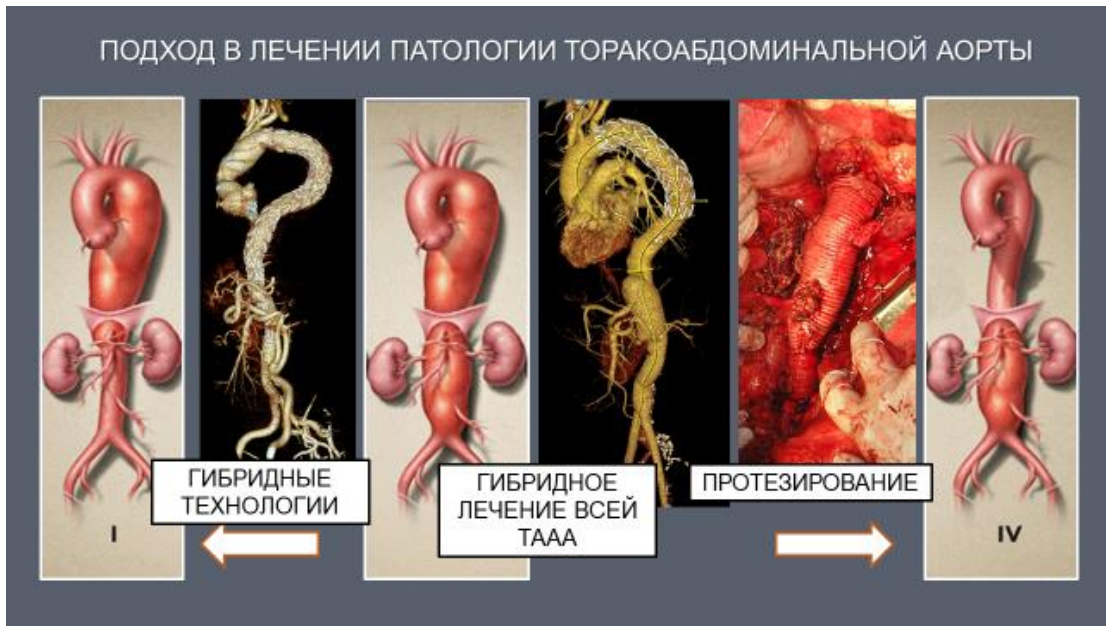 ПОДХОД В ЛЕЧЕНИИ ПАТОЛОГИИ ТОРАКОАБДОМИНАЛЬНОЙ АОРТЫ
ГИБРИДНЫЕ
ТЕХНОЛОГИИ
ГИБРИДНОЕ
ЛЕЧЕНИЕ ВСЕЙ
ТААА
ПРОТЕЗИРОВАНИЕ
I
IV